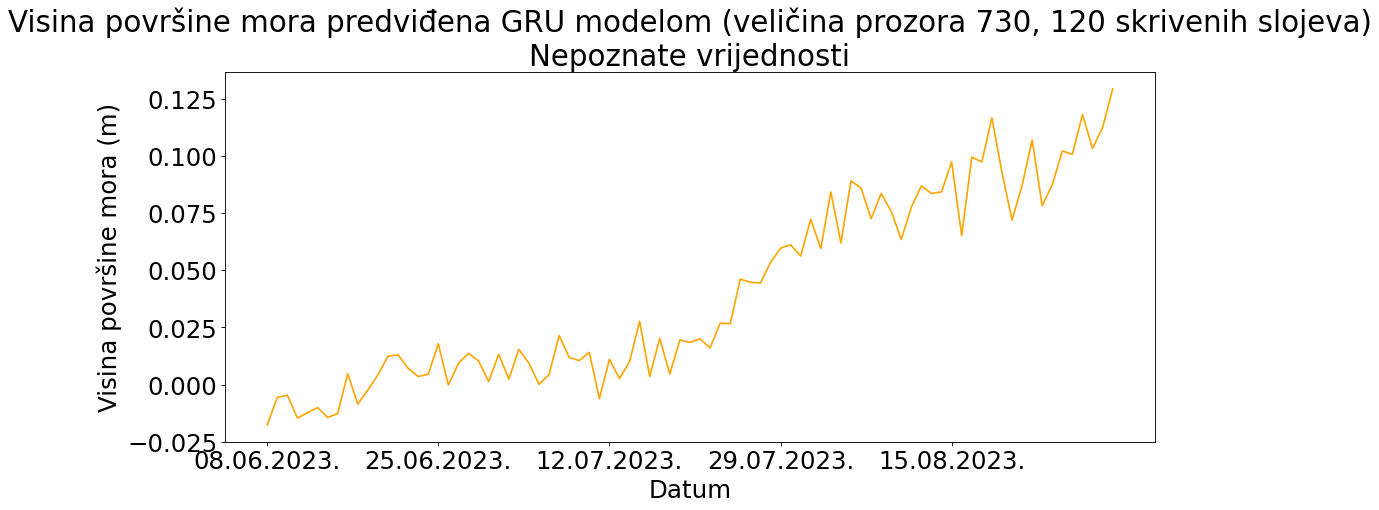 Visina površine mora predviđena GRU modelom (veličina prozora 730, 120 skrivenih slojeva)
Nepoznate vrijednosti
Visina površine mora (m)
0.125
0.100
0.075
0.050
0.025
0.000
−0.025
08.06.2023. 25.06.2023. 12.07.2023. 29.07.2023. 15.08.2023.
Datum